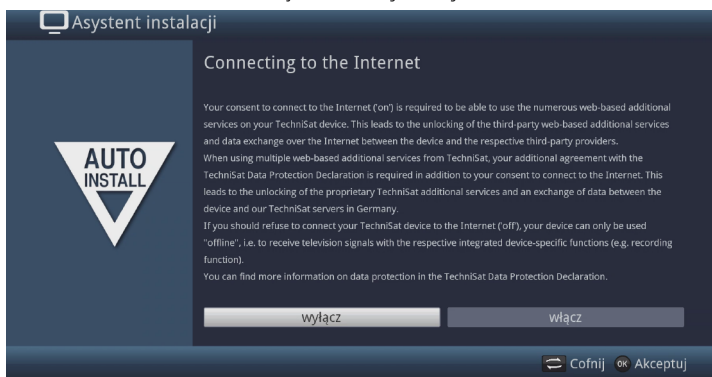 Asystent instalacji
Connecting to the Internet
Your consent to connect to the Internet ('on') is required to be able to use the numerous web-based additional
services on your TechniSat device. This leads to the unlocking of the third-party web-based additional services
and data exchange over the Internet between the device and the respective third-party providers.
When using multiple web-based additional services from TechniSat, your additional agreement with the
TechniSat Data Protection Declaration is required in addition to your consent to connect to the Internet. This
leads to the unlocking of the proprietary TechniSat additional services and an exchange of data between the
device and our TechniSat servers in Germany.
If you should refuse to connect your TechniSat device to the Internet ('off'), your device can only be used
"offline", i.e. to receive television signals with the respective integrated device-specific functions (e.g. recording
function).
You can find more information on data protection in the TechniSat Data Protection Declaration.
AUTO
INSTALL
wyłącz włącz
Cofnij OK Akceptuj